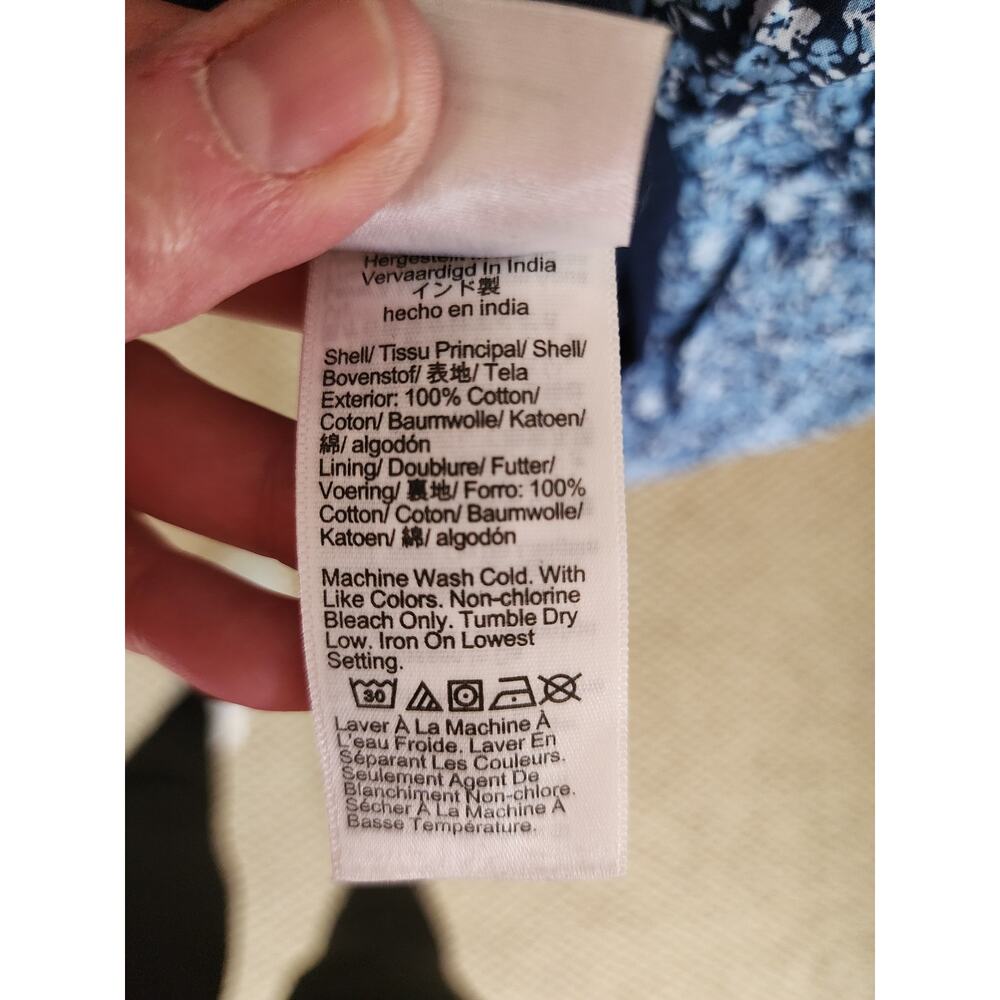 Vervaardigd In India
インド製
hecho en india
Shell/ Tissu Principal/ Shell/
Bovenstof/ 表地/ Tela
Exterior: 100% Cotton/
Coton/ Baumwolle/ Katoen/
綿/ algodón
Lining/ Doublure/ Futter/
Voering/ 裏地/ Forro: 100%
Cotton/ Coton/ Baumwolle/
Katoen/ 綿/ algodón
Machine Wash Cold. With
Like Colors. Non-chlorine
Bleach Only. Tumble Dry
Low. Iron On Lowest
Setting.
30
Laver À La Machine À
L'eau Froide. Laver En
Séparant Les Couleurs.
Seulement Agent De
Blanchiment Non-chlore.
Sécher À La Machine À
Basse Température.